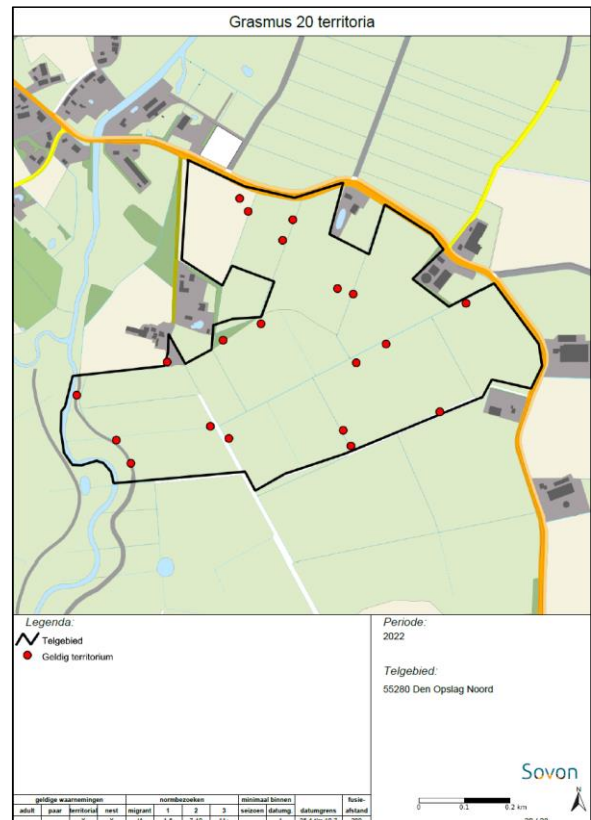 Grasmus 20 territoria
Legenda:
Telgebied
Geldig territorium
Periode:
2022
Telgebied:
55280 Den Opslag Noord
Sovon
N
0 0.1 0.2 km
geldige waarnemingen normbezoeken minimaal binnen fusie-
adult paar territoriaal nest migrant 1 2 3 seizoen datumg. datumgrens afstand